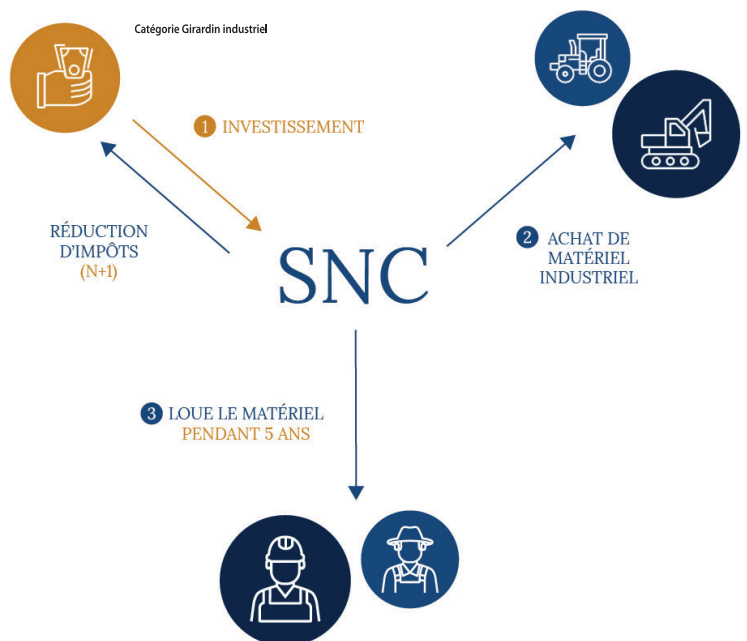 Catégorie Girardin industriel
1 INVESTISSEMENT
RÉDUCTION
D'IMPÔTS
(N+1)
SNC
2 ACHAT DE
MATÉRIEL
INDUSTRIEL
3 LOUE LE MATÉRIEL
PENDANT 5 ANS